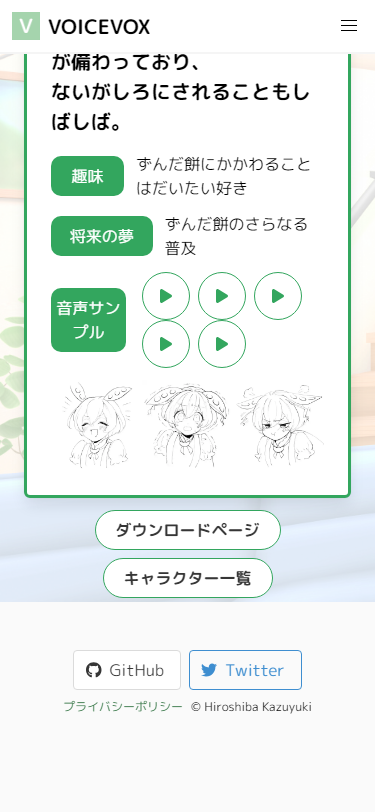 V VOICEVOX
が備わっており、
ないがしろにされることもし
ばしば。
趣味
ずんだ餅にかかわること
はだいたい好き
将来の夢
ずんだ餅のさらなる
普及
音声サン
プル
ダウンロードページ
キャラクター一覧
GitHub
Twitter
プライバシーポリシー © Hiroshiba Kazuyuki